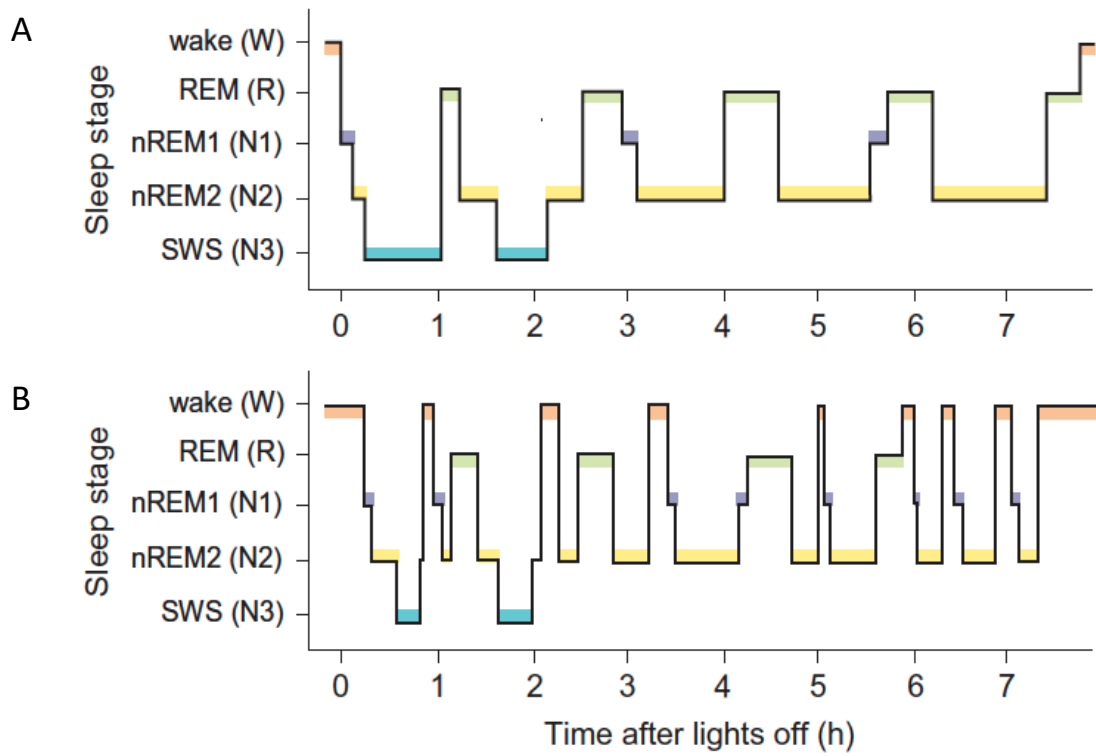 A
Sleep stage
wake (W)
REM (R)
nREM1 (N1)
nREM2 (N2)
SWS (N3)
0 1 2 3 4 5 6 7
B
Sleep stage
wake (W)
REM (R)
nREM1 (N1)
nREM2 (N2)
SWS (N3)
0 1 2 3 4 5 6 7
Time after lights off (h)